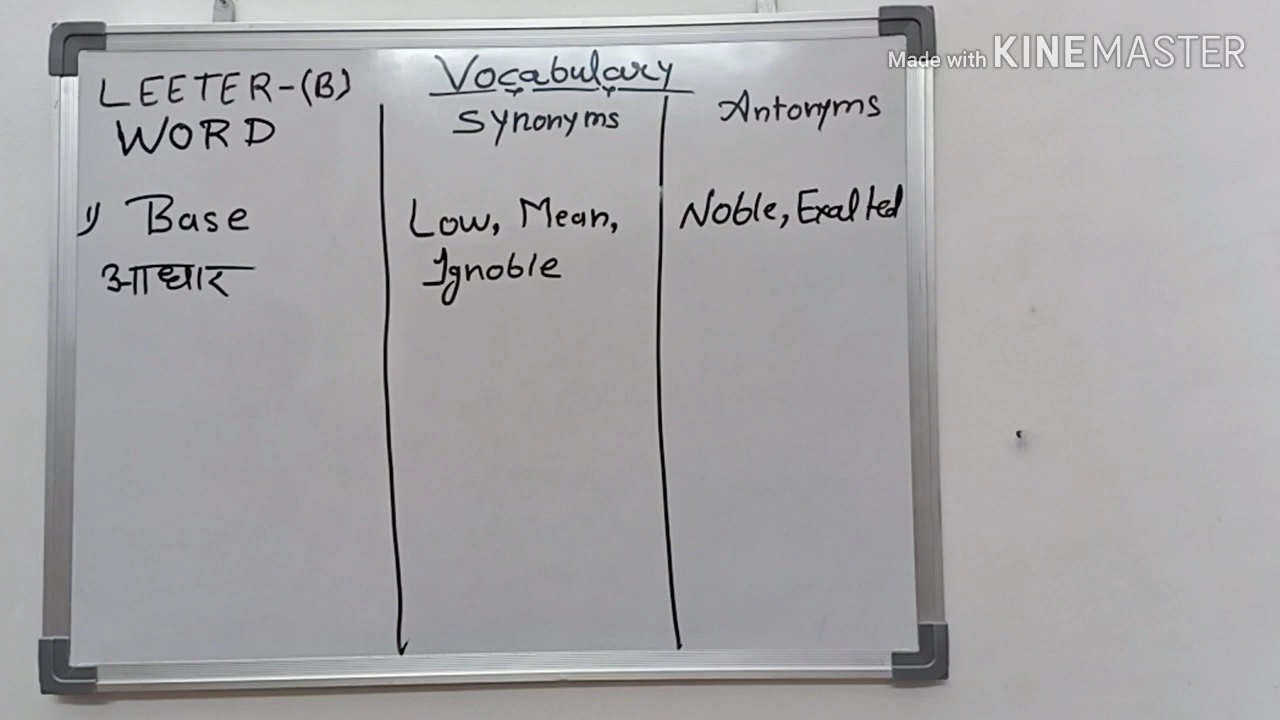 Made with KINEMASTER
Vocabulary
LEETER-(B)
WORD
Synonyms
Antonyms
1) Base
आधार
Low, Mean,
Ignoble
Noble, Exalted